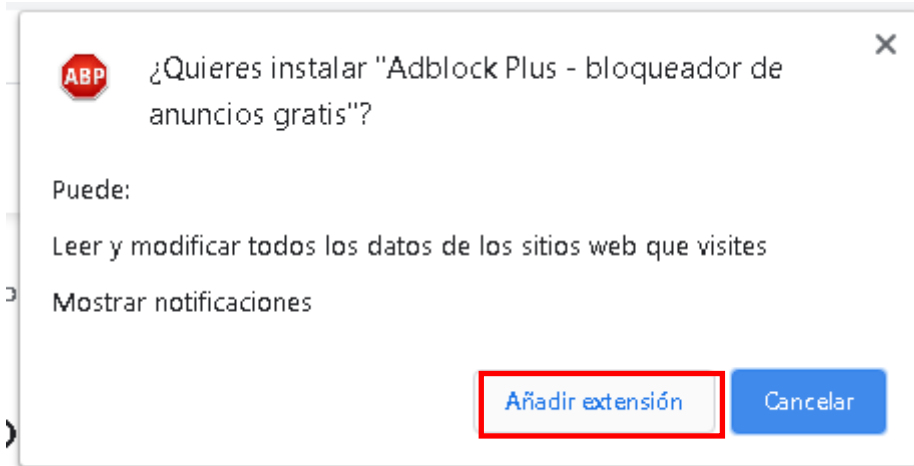 ABP
¿Quieres instalar "Adblock Plus - bloqueador de
anuncios gratis"?
Puede:
Leer y modificar todos los datos de los sitios web que visites
Mostrar notificaciones
Añadir extensión
Cancelar